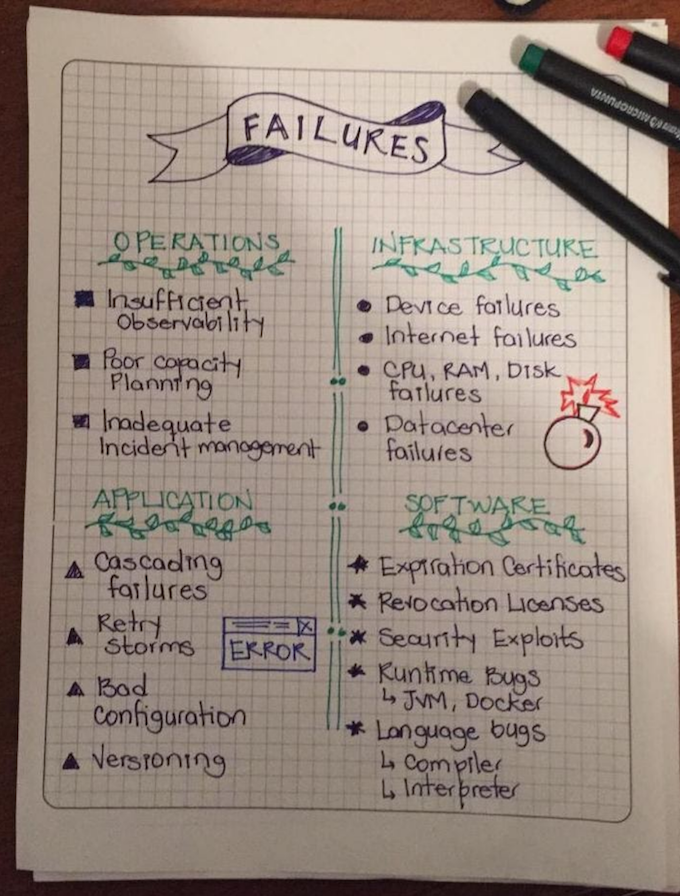 FAILURES
OPERATIONS
Insufficient
Observability
Poor capacity
Planning
Inadequate
Incident management
INFRASTRUCTURE
Device failures
Internet failures
CPU, RAM, Disk
failures
Datacenter
failures
APPLICATION
Cascading
failures
Retry
Storms
ERROR
Bad
Configuration
Versioning
SOFTWARE
Expiration Certificates
Revocation Licenses
Security Exploits
Runtime Bugs
↳ JVM, Docker
Language bugs
↳ Compiler
↳ Interpreter
MICROPUNTA